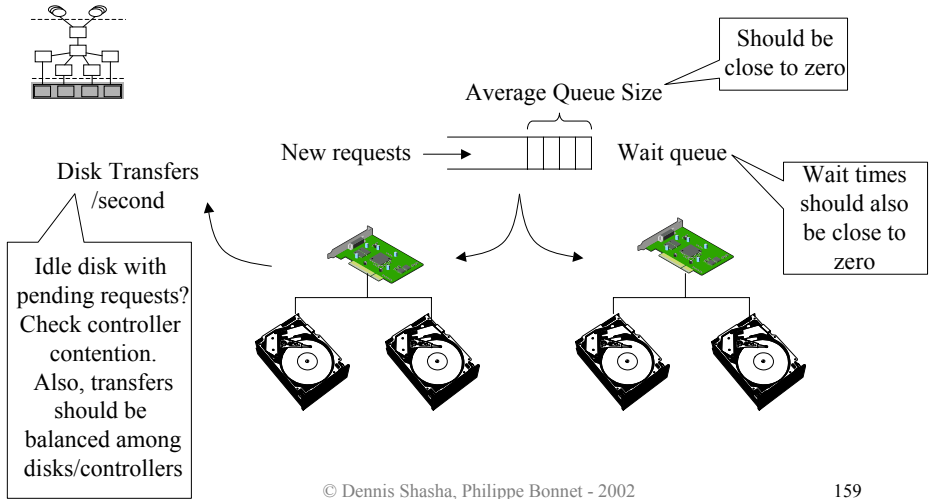 Should be
close to zero
Average Queue Size
New requests
Wait queue
Wait times
should also
be close to
zero
Disk Transfers
/second
Idle disk with
pending requests?
Check controller
contention.
Also, transfers
should be
balanced among
disks/controllers
© Dennis Shasha, Philippe Bonnet - 2002
159